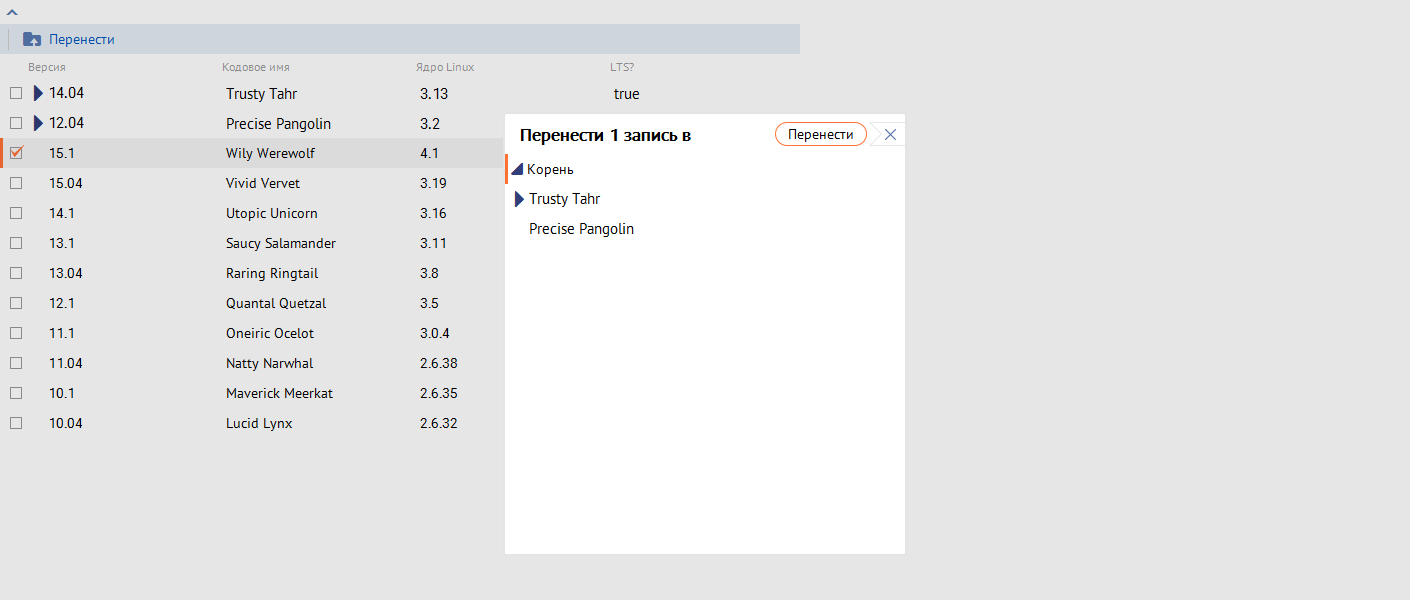 Перенести
Версия Кодовое имя Ядро Linux LTS?
14.04 Trusty Tahr 3.13 true
12.04 Precise Pangolin 3.2
15.1 Wily Werewolf 4.1
15.04 Vivid Vervet 3.19
14.1 Utopic Unicorn 3.16
13.1 Saucy Salamander 3.11
13.04 Raring Ringtail 3.8
12.1 Quantal Quetzal 3.5
11.1 Oneiric Ocelot 3.0.4
11.04 Natty Narwhal 2.6.38
10.1 Maverick Meerkat 2.6.35
10.04 Lucid Lynx 2.6.32
Перенести 1 запись в Перенести
Корень
Trusty Tahr
Precise Pangolin